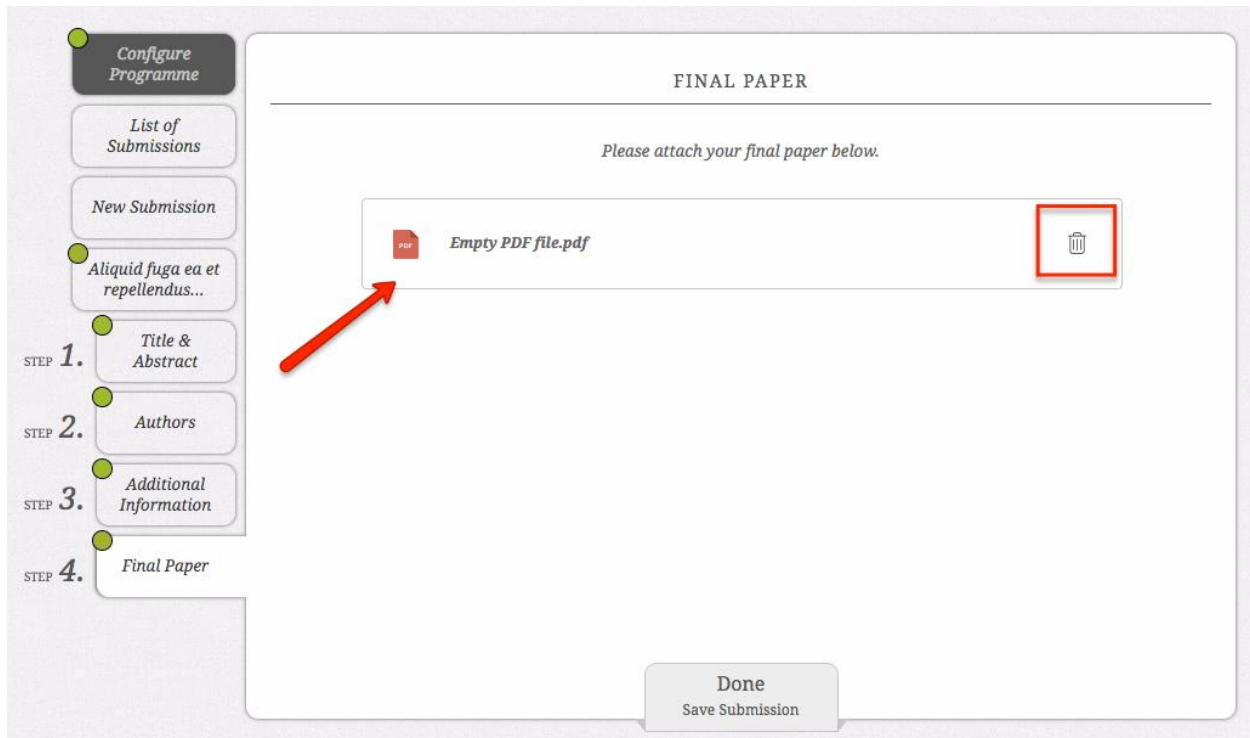 Configure
Programme
List of
Submissions
New Submission
Aliquid fuga ea et
repellendus...
STEP 1.
Title &
Abstract
STEP 2.
Authors
STEP 3.
Additional
Information
STEP 4.
Final Paper
FINAL PAPER
Please attach your final paper below.
PDF
Empty PDF file.pdf
Done
Save Submission